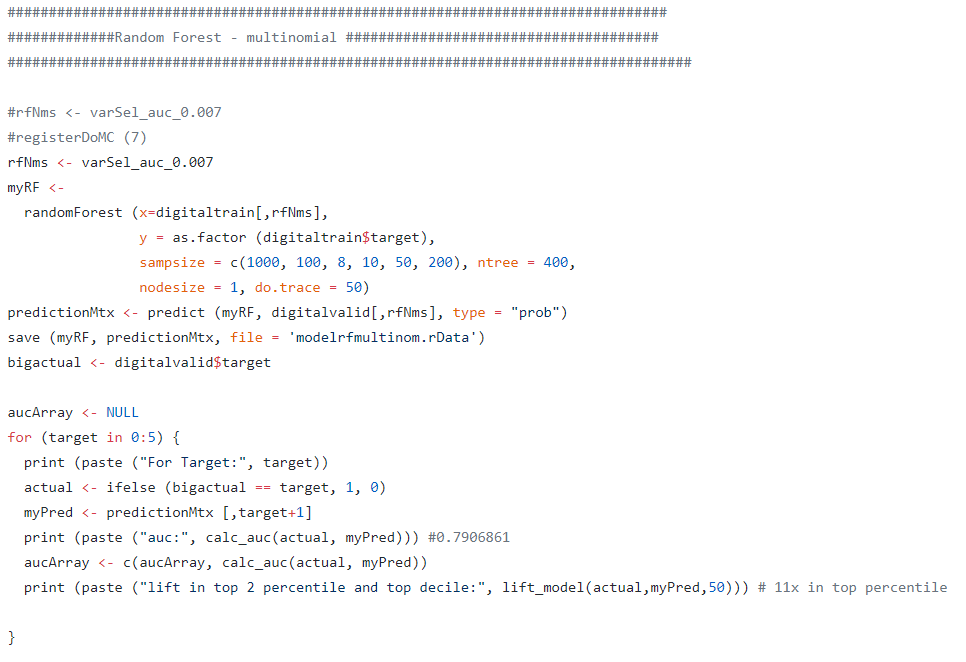 ################################################################################
#############Random Forest - multinomial ######################################
###################################################################################
#rfNms <- varSel_auc_0.007
#registerDoMC (7)
rfNms <- varSel_auc_0.007
myRF <-
  randomForest (x=digitaltrain[,rfNms],
                y = as.factor (digitaltrain$target),
                sampsize = c(1000, 100, 8, 10, 50, 200), ntree = 400,
                nodesize = 1, do.trace = 50)
predictionMtx <- predict (myRF, digitalvalid[,rfNms], type = "prob")
save (myRF, predictionMtx, file = 'modelrfmultinom.rData')
bigactual <- digitalvalid$target
aucArray <- NULL
for (target in 0:5) {
  print (paste ("For Target:", target))
  actual <- ifelse (bigactual == target, 1, 0)
  myPred <- predictionMtx [,target+1]
  print (paste ("auc:", calc_auc(actual, myPred))) #0.7906861
  aucArray <- c(aucArray, calc_auc(actual, myPred))
  print (paste ("lift in top 2 percentile and top decile:", lift_model(actual,myPred,50))) # 11x in top percentile
}